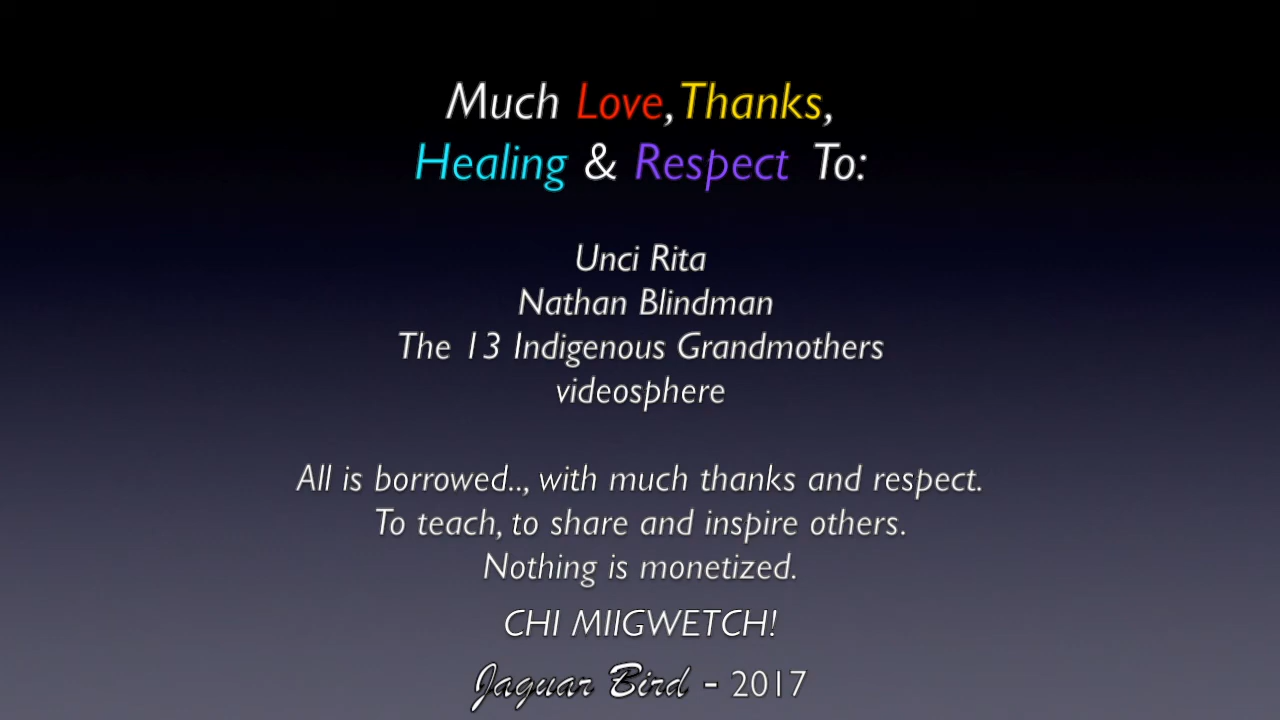 Much Love, Thanks,
Healing & Respect To:
Unci Rita
Nathan Blindman
The 13 Indigenous Grandmothers
videosphere
All is borrowed.., with much thanks and respect.
To teach, to share and inspire others.
Nothing is monetized.
CHI MIIGWETCH!
Jaguar Bird - 2017